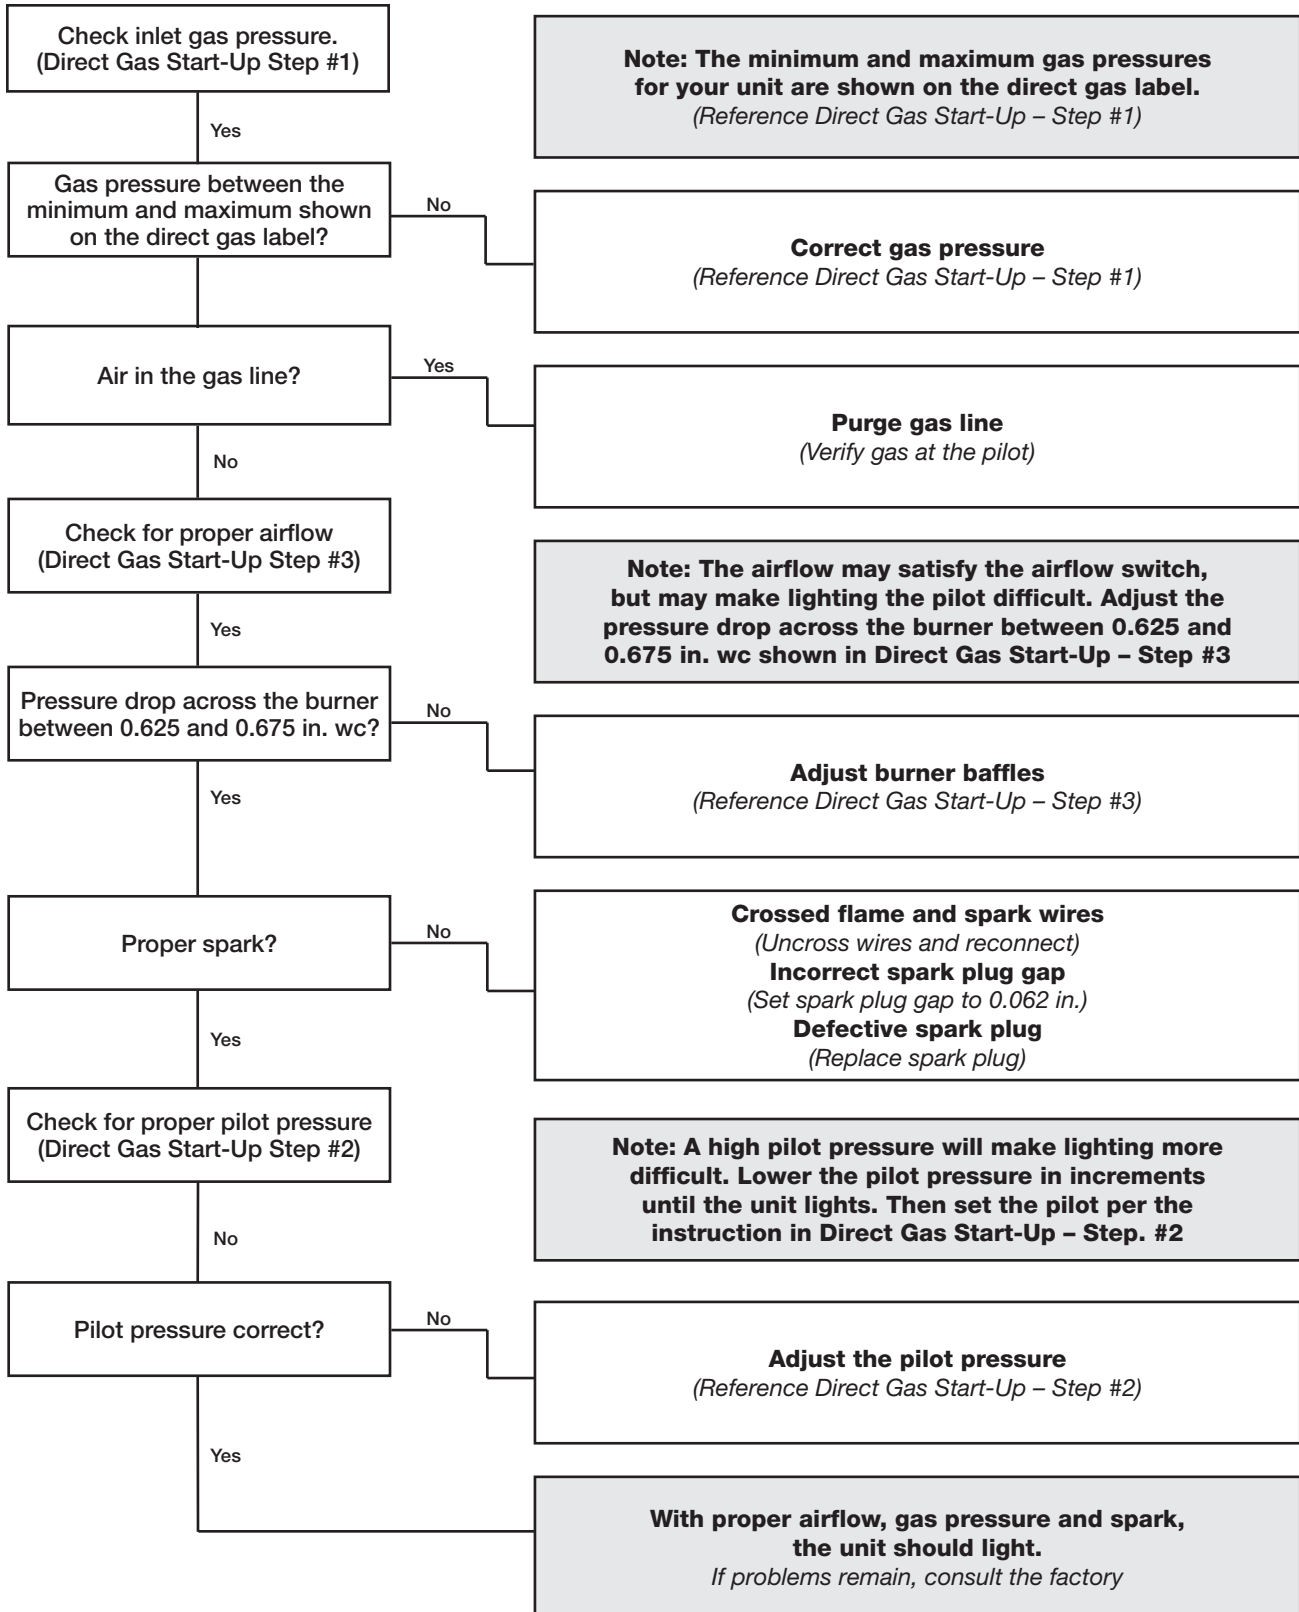 Check inlet gas pressure.
(Direct Gas Start-Up Step #1)
Note: The minimum and maximum gas pressures
for your unit are shown on the direct gas label.
(Reference Direct Gas Start-Up – Step #1)
Yes
Gas pressure between the
minimum and maximum shown
on the direct gas label?
No
Correct gas pressure
(Reference Direct Gas Start-Up – Step #1)
Air in the gas line?
Yes
Purge gas line
(Verify gas at the pilot)
No
Check for proper airflow
(Direct Gas Start-Up Step #3)
Note: The airflow may satisfy the airflow switch,
but may make lighting the pilot difficult. Adjust the
pressure drop across the burner between 0.625 and
0.675 in. wc shown in Direct Gas Start-Up – Step #3
Yes
Pressure drop across the burner
between 0.625 and 0.675 in. wc?
No
Adjust burner baffles
(Reference Direct Gas Start-Up – Step #3)
Yes
Proper spark?
No
Crossed flame and spark wires
(Uncross wires and reconnect)
Incorrect spark plug gap
(Set spark plug gap to 0.062 in.)
Defective spark plug
(Replace spark plug)
Yes
Check for proper pilot pressure
(Direct Gas Start-Up Step #2)
Note: A high pilot pressure will make lighting more
difficult. Lower the pilot pressure in increments
until the unit lights. Then set the pilot per the
instruction in Direct Gas Start-Up – Step. #2
No
Pilot pressure correct?
No
Adjust the pilot pressure
(Reference Direct Gas Start-Up – Step #2)
Yes
With proper airflow, gas pressure and spark,
the unit should light.
If problems remain, consult the factory